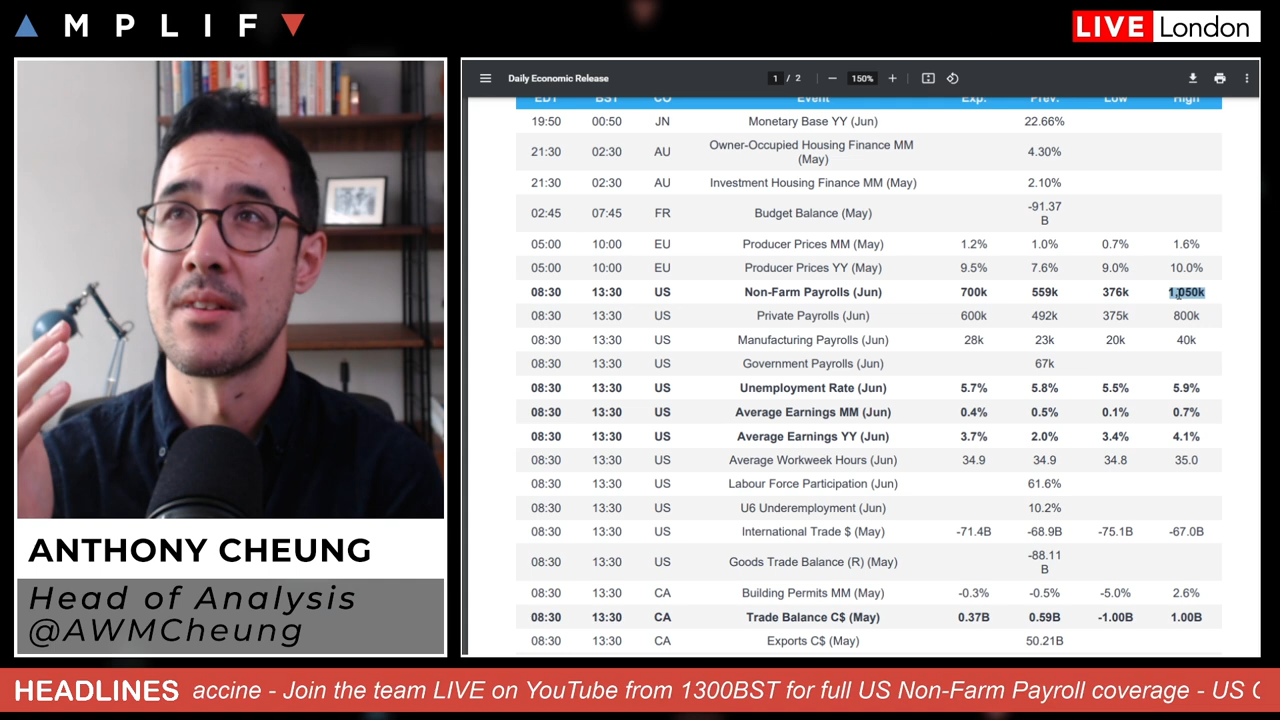 AMPLIFY
LIVE London
Daily Economic Release
1 / 2
150%
EDT BST CO Event Exp. Prev. Low High
19:50 00:50 JN Monetary Base YY (Jun) 22.66%
21:30 02:30 AU Owner-Occupied Housing Finance MM (May) 4.30%
21:30 02:30 AU Investment Housing Finance MM (May) 2.10%
02:45 07:45 FR Budget Balance (May) -91.37 B
05:00 10:00 EU Producer Prices MM (May) 1.2% 1.0% 0.7% 1.6%
05:00 10:00 EU Producer Prices YY (May) 9.5% 7.6% 9.0% 10.0%
08:30 13:30 US Non-Farm Payrolls (Jun) 700k 559k 376k 1,050k
08:30 13:30 US Private Payrolls (Jun) 600k 492k 375k 800k
08:30 13:30 US Manufacturing Payrolls (Jun) 28k 23k 20k 40k
08:30 13:30 US Government Payrolls (Jun) 67k
08:30 13:30 US Unemployment Rate (Jun) 5.7% 5.8% 5.5% 5.9%
08:30 13:30 US Average Earnings MM (Jun) 0.4% 0.5% 0.1% 0.7%
08:30 13:30 US Average Earnings YY (Jun) 3.7% 2.0% 3.4% 4.1%
08:30 13:30 US Average Workweek Hours (Jun) 34.9 34.9 34.8 35.0
08:30 13:30 US Labour Force Participation (Jun) 61.6%
08:30 13:30 US U6 Underemployment (Jun) 10.2%
08:30 13:30 US International Trade $ (May) -71.4B -68.9B -75.1B -67.0B
08:30 13:30 US Goods Trade Balance (R) (May) -88.11 B
08:30 13:30 CA Building Permits MM (May) -0.3% -0.5% -5.0% 2.6%
08:30 13:30 CA Trade Balance C$ (May) 0.37B 0.59B -1.00B 1.00B
08:30 13:30 CA Exports C$ (May) 50.21B
ANTHONY CHEUNG
Head of Analysis
@AWMCheung
HEADLINES accine - Join the team LIVE on YouTube from 1300BST for full US Non-Farm Payroll coverage - US